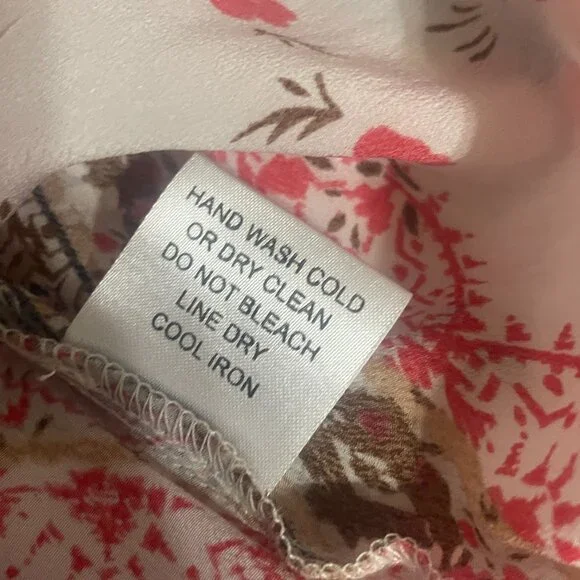 HAND WASH COLD
OR DRY CLEAN
DO NOT BLEACH
LINE DRY
COOL IRON